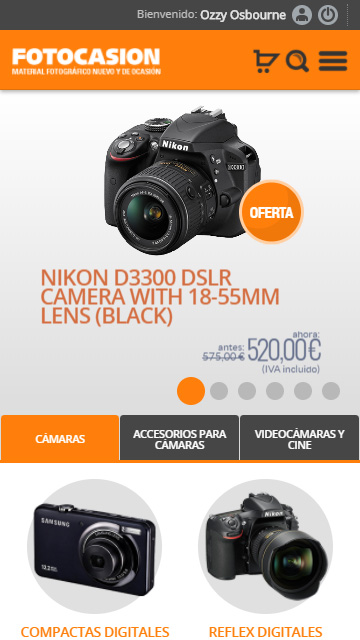 Bienvenido: Ozzy Osbourne
FOTOCASION
MATERIAL FOTOGRÁFICO NUEVO Y DE OCASIÓN
Nikon
D3300
OFERTA
NIKON D3300 DSLR
CAMERA WITH 18-55MM
LENS (BLACK)
antes:
575,00 €
ahora:
520,00 €
(IVA incluido)
CÁMARAS
ACCESORIOS PARA
CÁMARAS
VIDEOCÁMARAS Y
CINE
SAMSUNG
Nikon
COMPACTAS DIGITALES
REFLEX DIGITALES